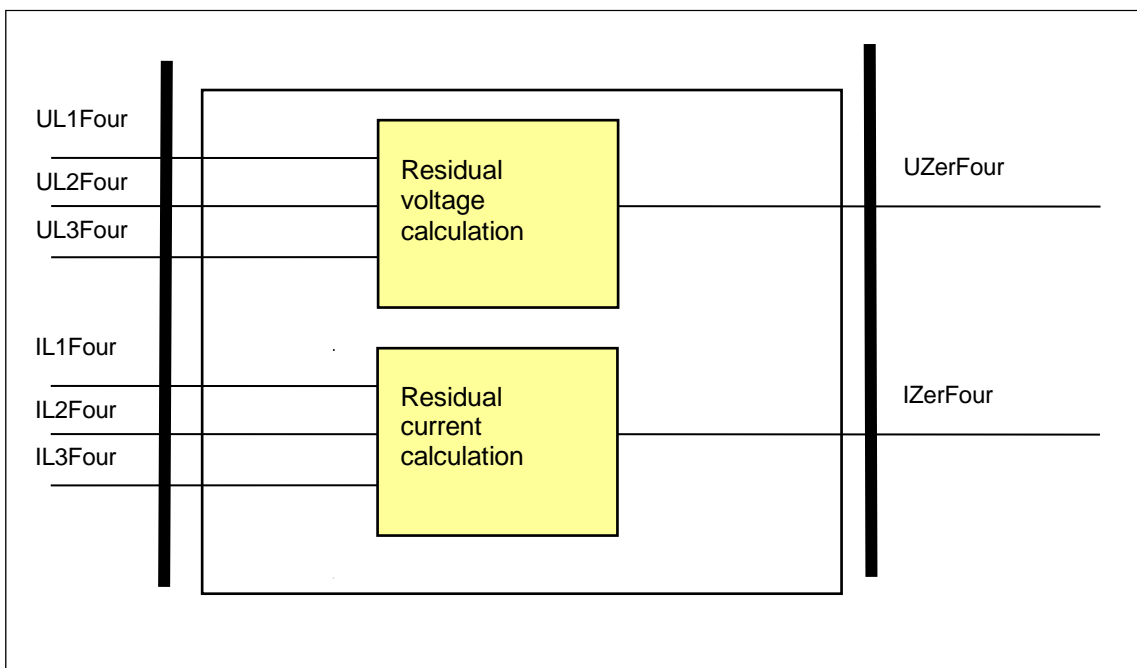 UL1Four
UL2Four
UL3Four
Residual
voltage
calculation
UZerFour
IL1Four
IL2Four
IL3Four
Residual
current
calculation
IZerFour